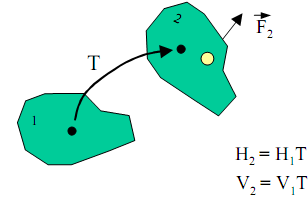 2
F₂
T
1
H₂ = H₁T
V₂ = V₁T